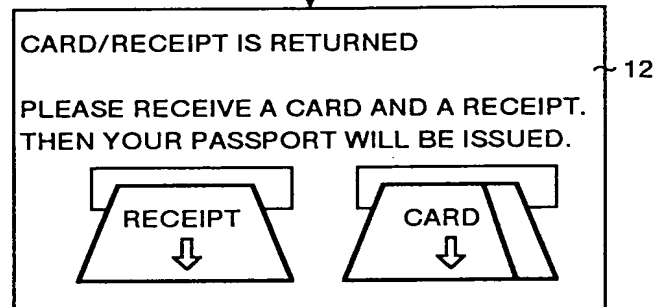 CARD/RECEIPT IS RETURNED
12
PLEASE RECEIVE A CARD AND A RECEIPT.
THEN YOUR PASSPORT WILL BE ISSUED.
RECEIPT
CARD